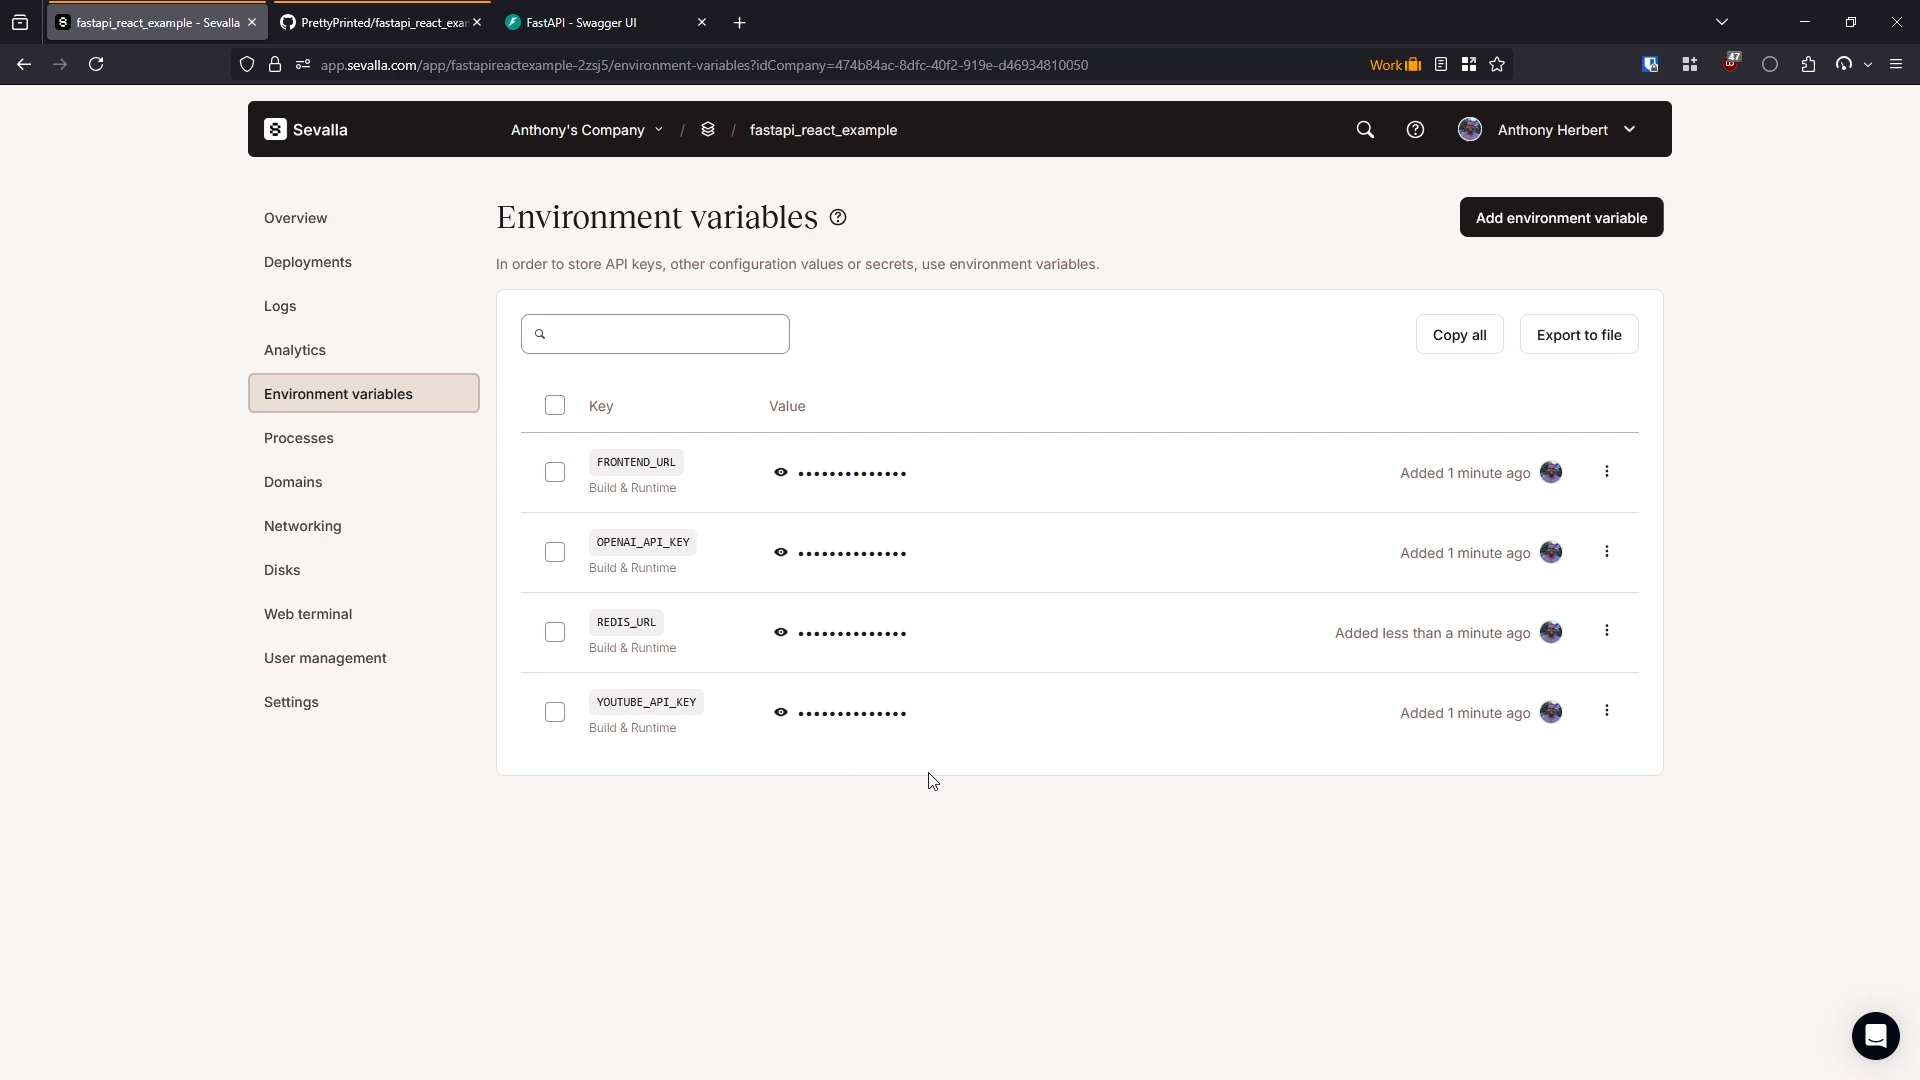 fastapi_react_example - Sevalla
PrettyPrinted/fastapi_react_exar
FastAPI - Swagger UI
app.sevalla.com/app/fastapireactexample-2zsj5/environment-variables?idCompany=474b84ac-8dfc-40f2-919e-d46934810050
Work
47
Sevalla
Anthony's Company / / fastapi_react_example
Anthony Herbert
Overview
Deployments
Logs
Analytics
Environment variables
Processes
Domains
Networking
Disks
Web terminal
User management
Settings
Environment variables
Add environment variable
In order to store API keys, other configuration values or secrets, use environment variables.
Copy all
Export to file
Key
Value
FRONTEND_URL
Build & Runtime
Added 1 minute ago
OPENAI_API_KEY
Build & Runtime
Added 1 minute ago
REDIS_URL
Build & Runtime
Added less than a minute ago
YOUTUBE_API_KEY
Build & Runtime
Added 1 minute ago